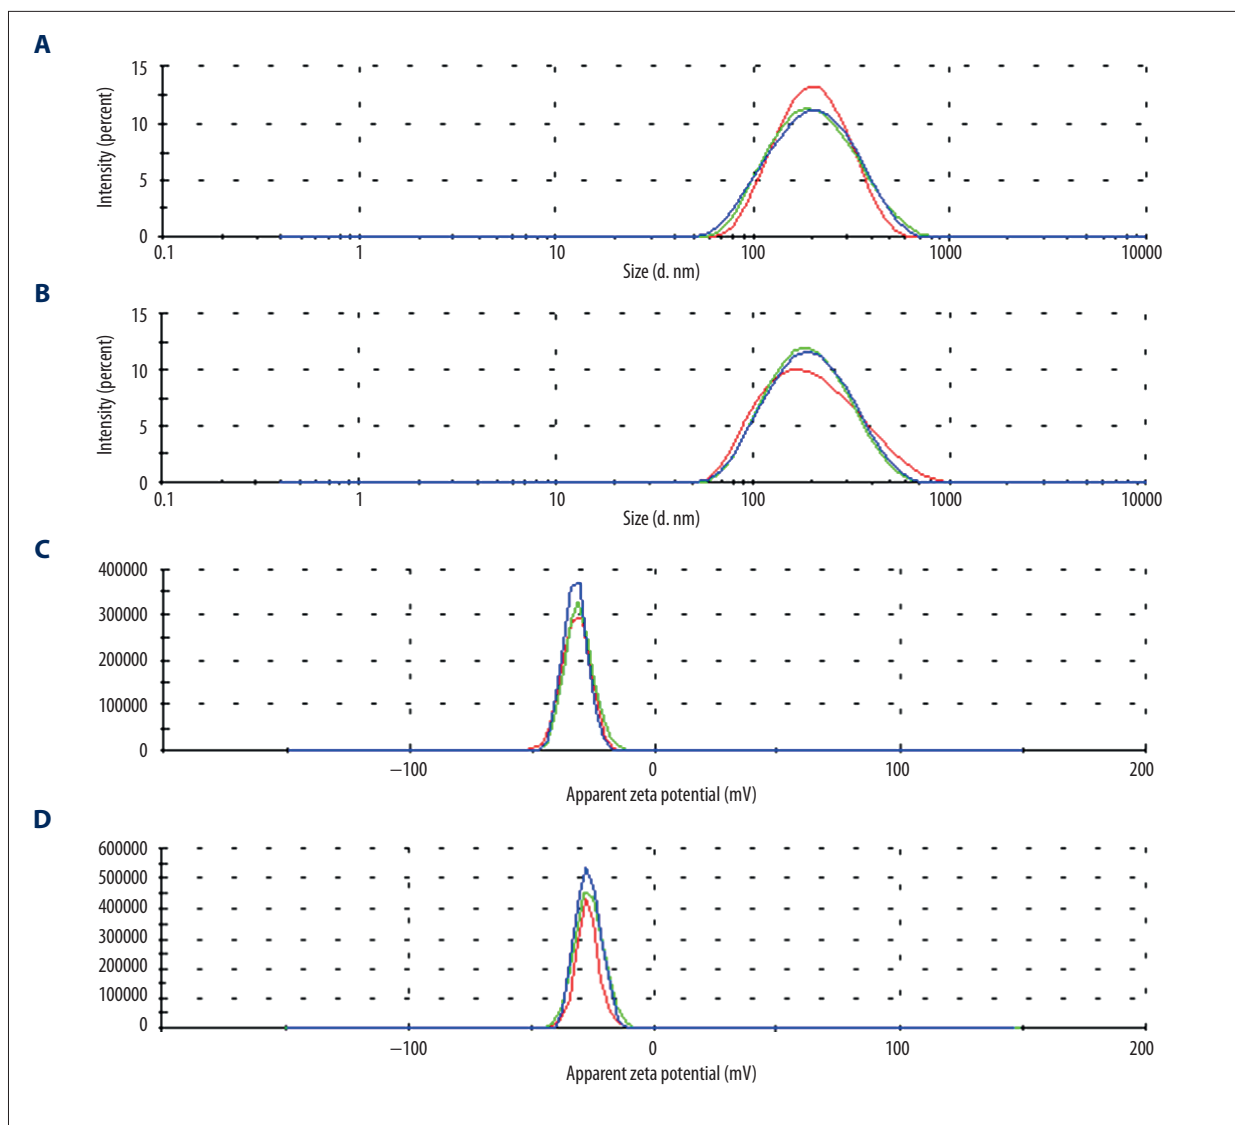 A
15
10
5
0
Intensity (percent)
0.1 1 10 100 1000 10000
Size (d. nm)
B
15
10
5
0
Intensity (percent)
0.1 1 10 100 1000 10000
Size (d. nm)
C
400000
300000
200000
100000
0
−100 0 100 200
Apparent zeta potential (mV)
D
600000
500000
400000
300000
200000
100000
0
−100 0 100 200
Apparent zeta potential (mV)